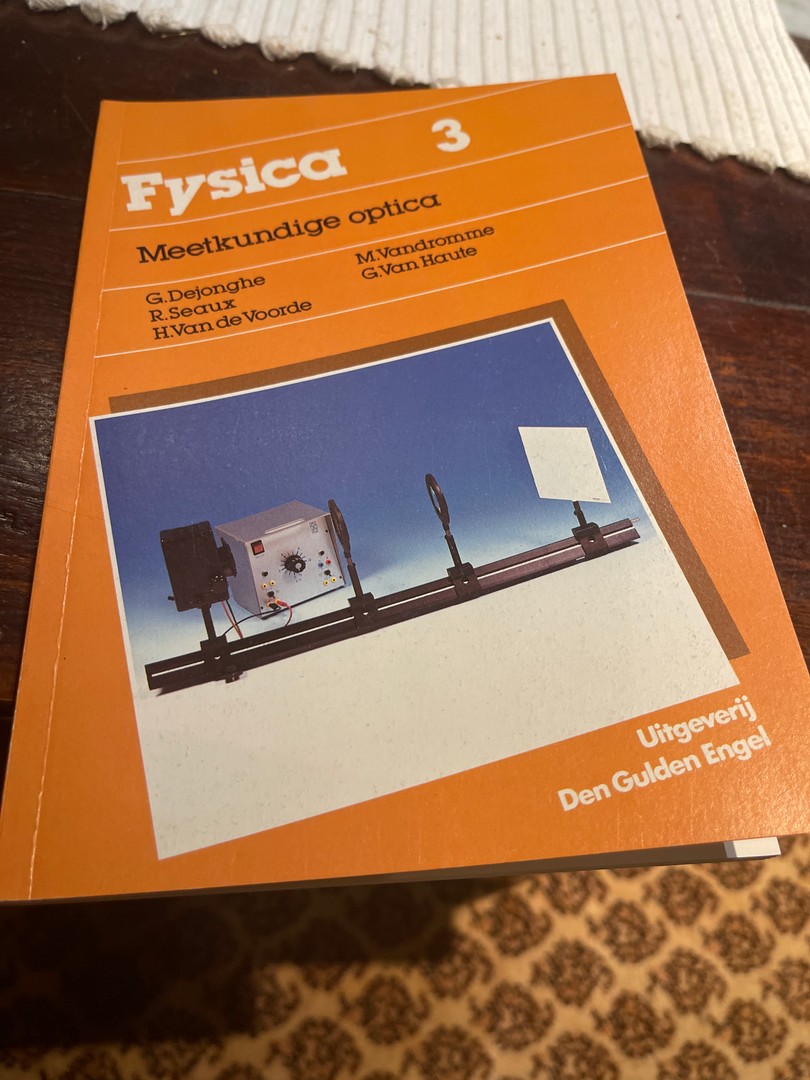 Fysica 3
Meetkundige optica
G.Dejonghe
R.Seaux
H.Van de Voorde
M.Vandromme
G.Van Haute
Uitgeverij
Den Gulden Engel